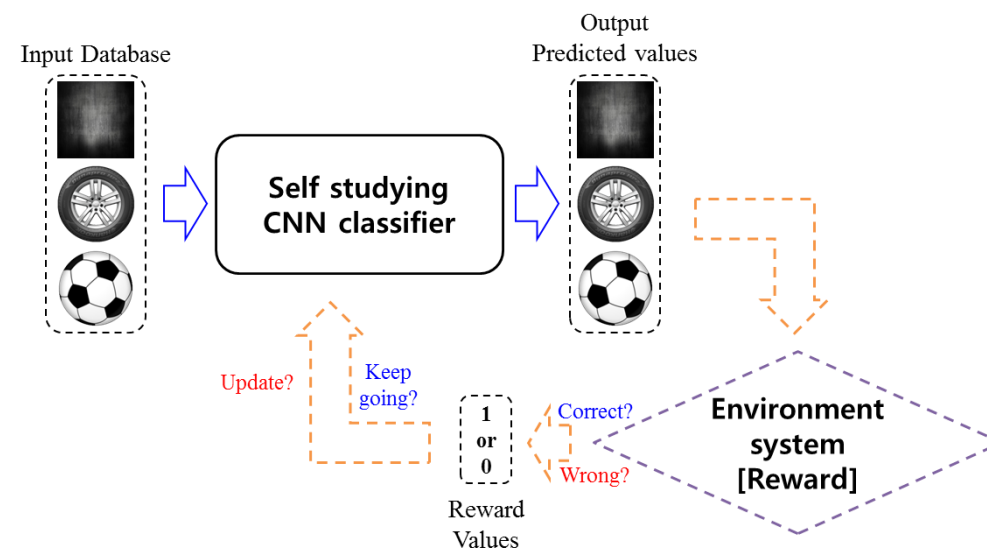 Input Database
Output
Predicted values
Self studying
CNN classifier
Update?
Keep
going?
1
or
0
Reward
Values
Correct?
Wrong?
Environment
system
[Reward]